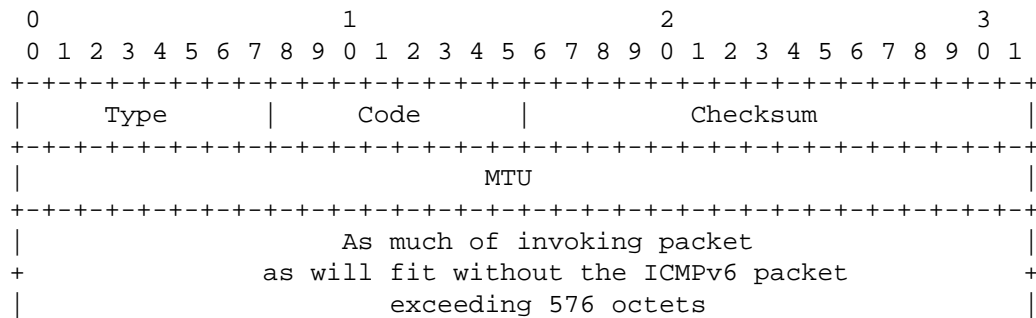 0                   1                   2                   3
 0 1 2 3 4 5 6 7 8 9 0 1 2 3 4 5 6 7 8 9 0 1 2 3 4 5 6 7 8 9 0 1
+-+-+-+-+-+-+-+-+-+-+-+-+-+-+-+-+-+-+-+-+-+-+-+-+-+-+-+-+-+-+-+-+
|     Type      |     Code      |          Checksum             |
+-+-+-+-+-+-+-+-+-+-+-+-+-+-+-+-+-+-+-+-+-+-+-+-+-+-+-+-+-+-+-+-+
|                             MTU                               |
+-+-+-+-+-+-+-+-+-+-+-+-+-+-+-+-+-+-+-+-+-+-+-+-+-+-+-+-+-+-+-+-+
|                    As much of invoking packet                 |
+               as will fit without the ICMPv6 packet           +
|                       exceeding 576 octets                    |